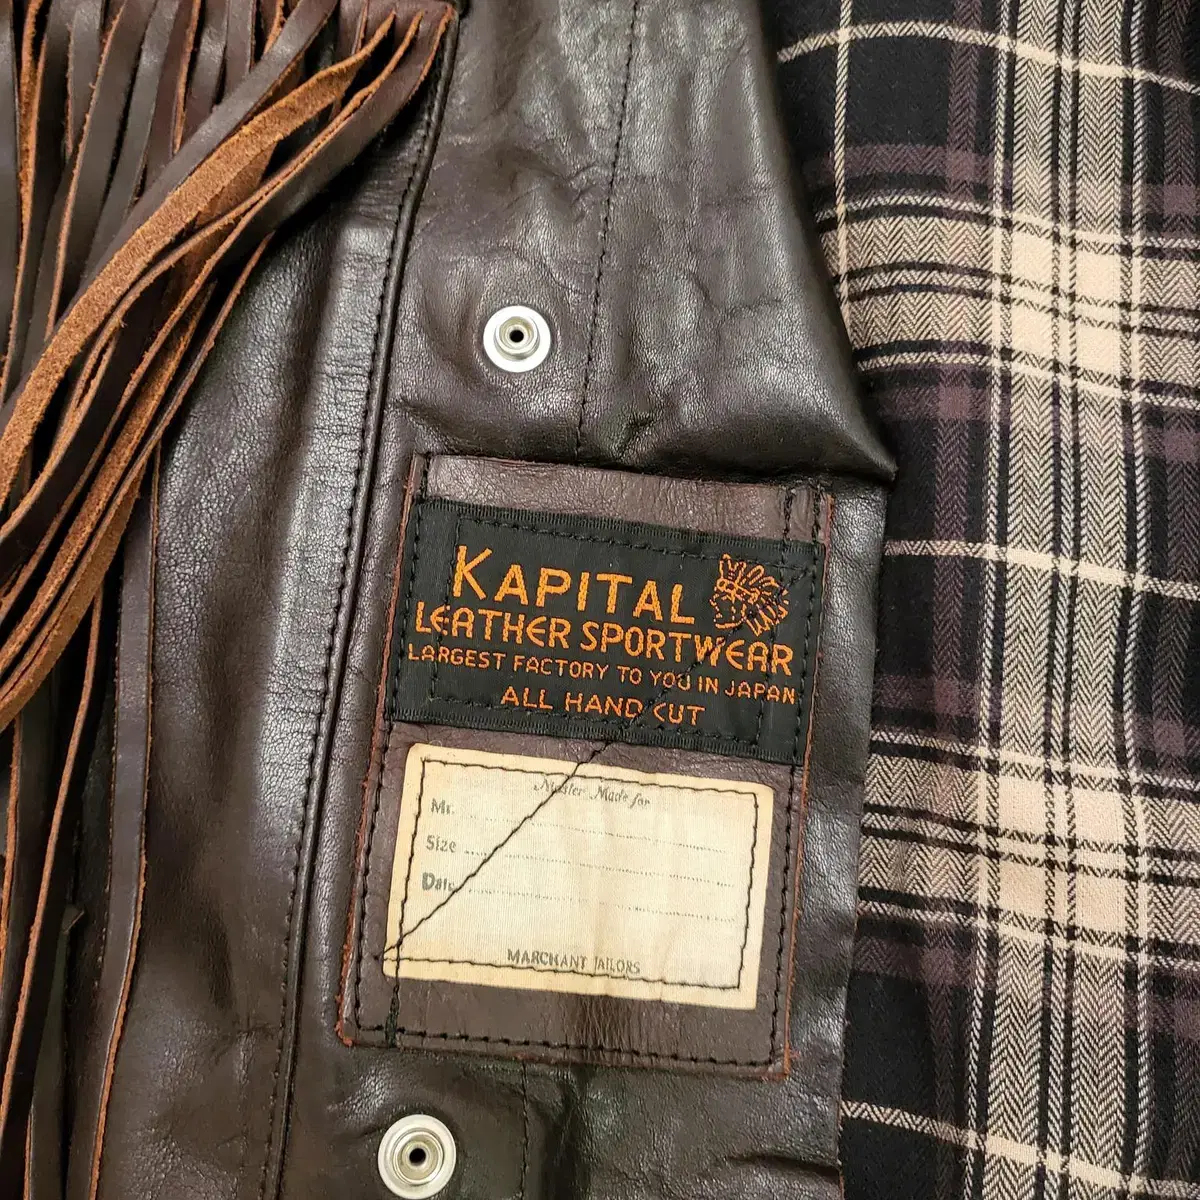 KAPITAL
LEATHER SPORTWEAR
LARGEST FACTORY TO YOU IN JAPAN
ALL HAND CUT
Master Made for
Mr.
Size
Date
MARCHANT TAILORS